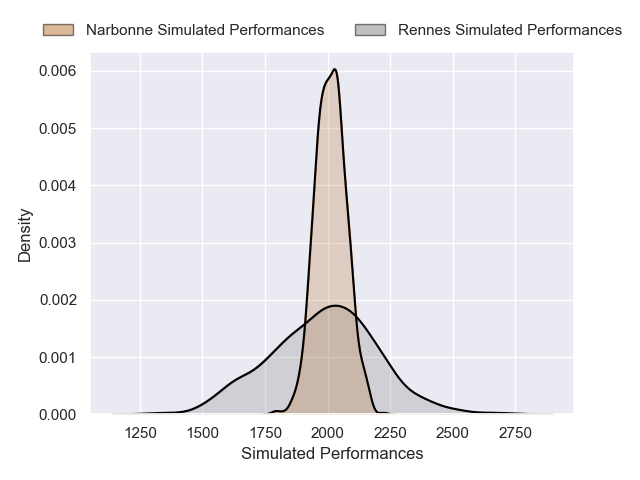 Narbonne Simulated Performances
Rennes Simulated Performances
0.006
0.005
0.004
0.003
0.002
0.001
0.000
Density
1250 1500 1750 2000 2250 2500 2750
Simulated Performances